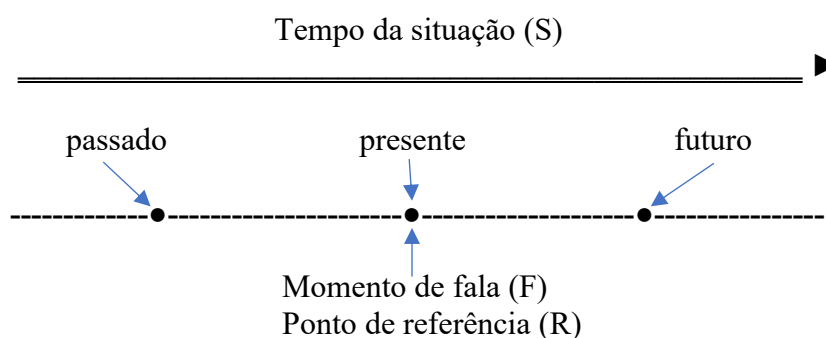 Tempo da situação (S)
passado presente futuro
Momento de fala (F)
Ponto de referência (R)